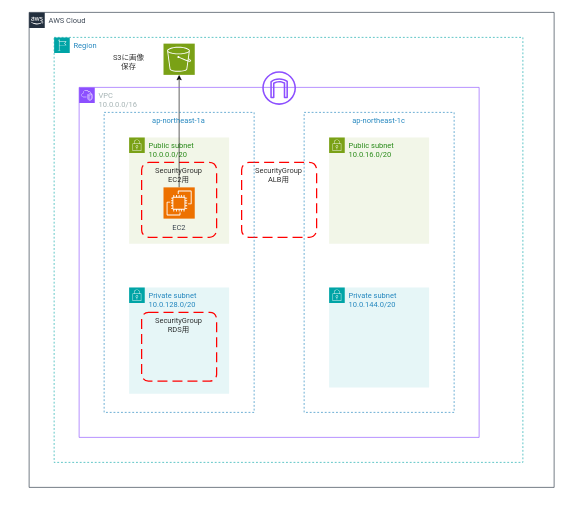 aws
AWS Cloud
Region
S3に画像
保存
VPC
10.0.0.0/16
ap-northeast-1a
ap-northeast-1c
Public subnet
10.0.0.0/20
Public subnet
10.0.16.0/20
SecurityGroup
EC2用
SecurityGroup
ALB用
EC2
Private subnet
10.0.128.0/20
Private subnet
10.0.144.0/20
SecurityGroup
RDS用